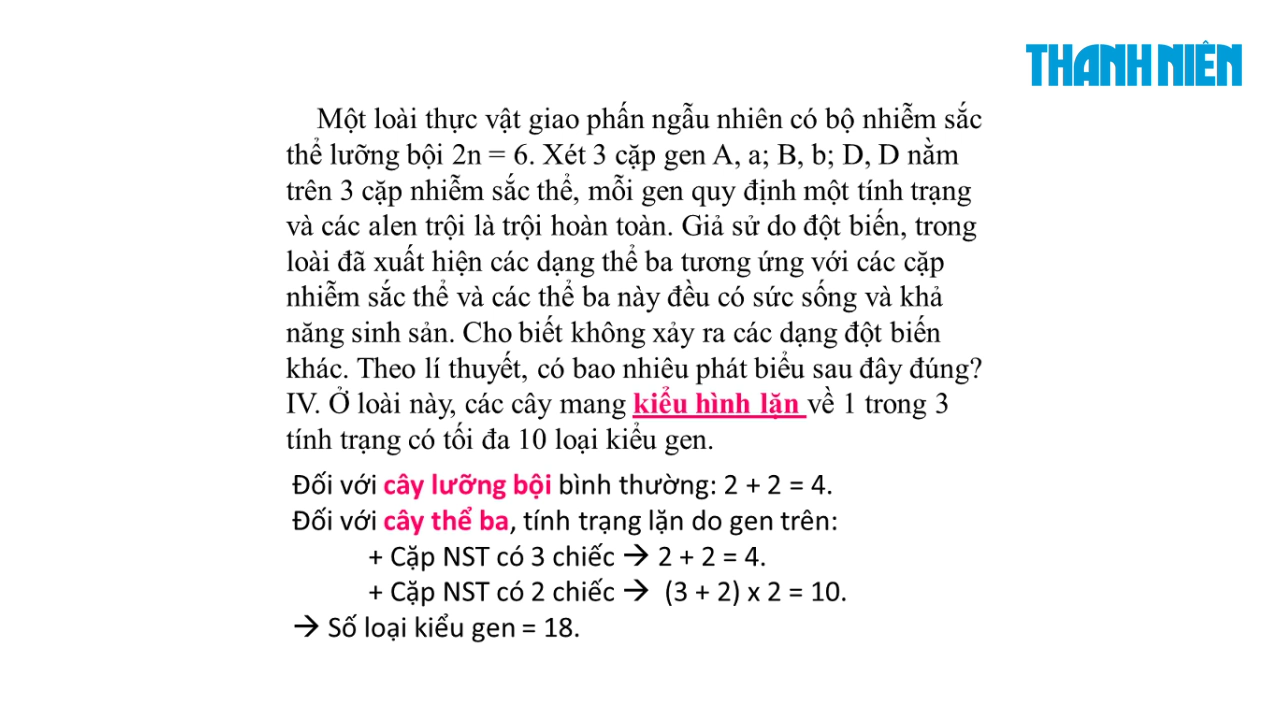 THANH NIÊN
Một loài thực vật giao phấn ngẫu nhiên có bộ nhiễm sắc
thể lưỡng bội 2n = 6. Xét 3 cặp gen A, a; B, b; D, D nằm
trên 3 cặp nhiễm sắc thể, mỗi gen quy định một tính trạng
và các alen trội là trội hoàn toàn. Giả sử do đột biến, trong
loài đã xuất hiện các dạng thể ba tương ứng với các cặp
nhiễm sắc thể và các thể ba này đều có sức sống và khả
năng sinh sản. Cho biết không xảy ra các dạng đột biến
khác. Theo lí thuyết, có bao nhiêu phát biểu sau đây đúng?
IV. Ở loài này, các cây mang kiểu hình lặn về 1 trong 3
tính trạng có tối đa 10 loại kiểu gen.
Đối với cây lưỡng bội bình thường: 2 + 2 = 4.
Đối với cây thể ba, tính trạng lặn do gen trên:
+ Cặp NST có 3 chiếc → 2 + 2 = 4.
+ Cặp NST có 2 chiếc → (3 + 2) x 2 = 10.
→ Số loại kiểu gen = 18.